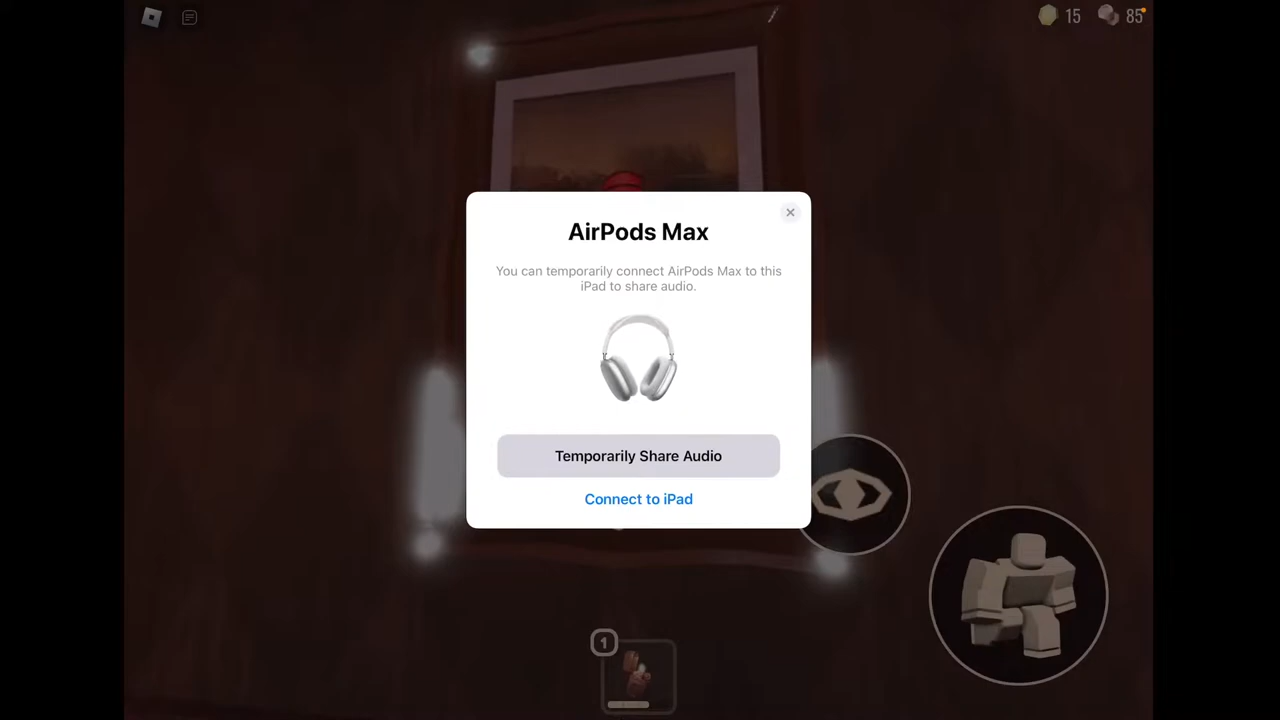 15
85
AirPods Max
You can temporarily connect AirPods Max to this
iPad to share audio.
Temporarily Share Audio
Connect to iPad
1